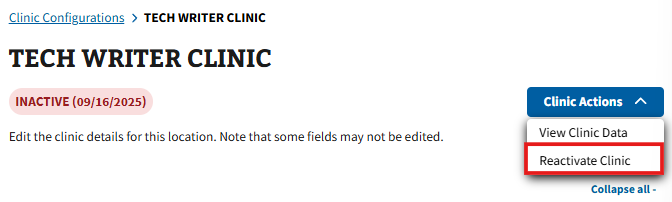 Clinic Configurations > TECH WRITER CLINIC
TECH WRITER CLINIC
INACTIVE (09/16/2025)
Clinic Actions
Edit the clinic details for this location. Note that some fields may not be edited.
View Clinic Data
Reactivate Clinic
Collapse all -